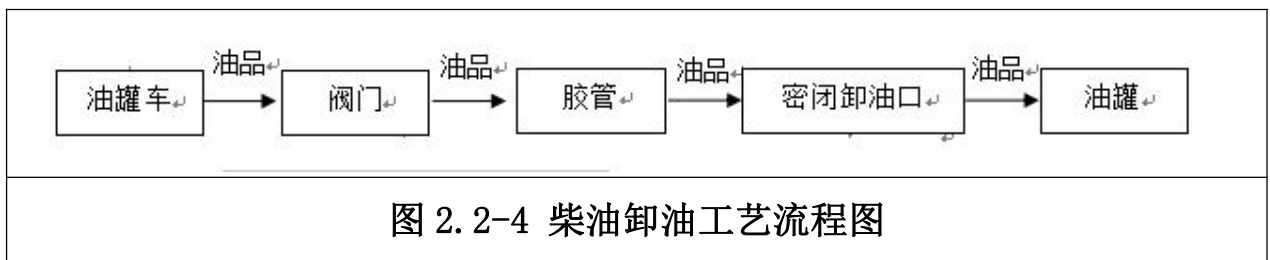 油品 油品 油品 油品
油罐车 阀门 胶管 密闭卸油口 油罐
图 2.2-4 柴油卸油工艺流程图